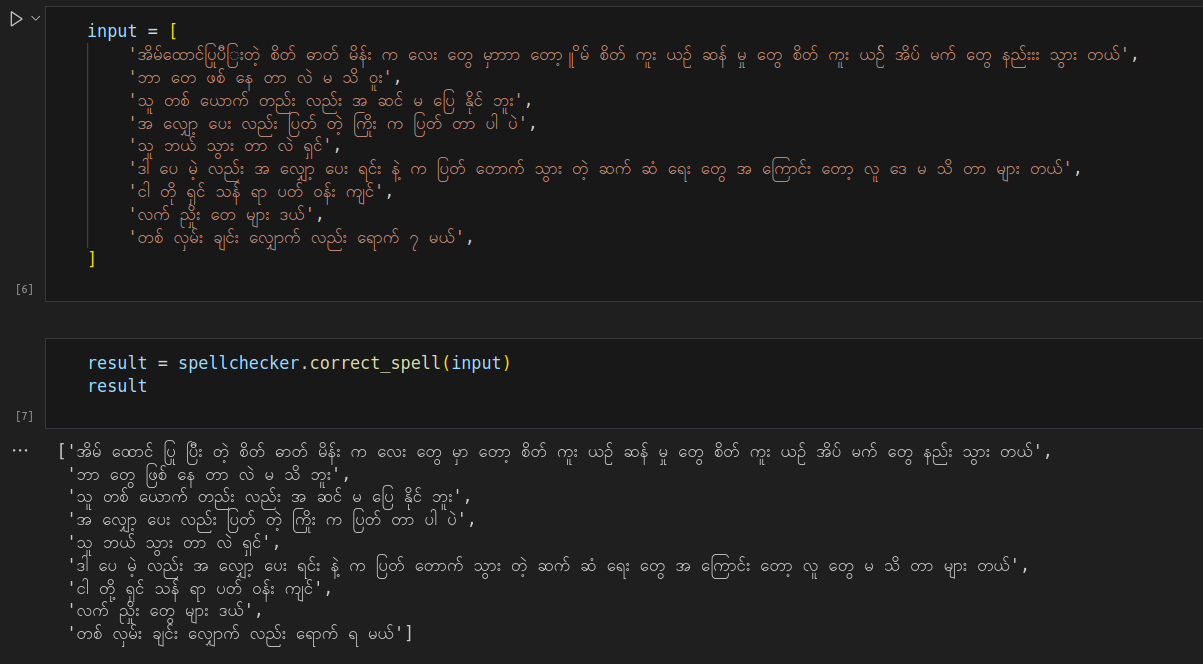 input = [
'အိမ်ထောင်ပြုပီြးတဲ့ စိတ် ဓာတ် မိန်း က လေး တွေ မှာာာ တော့ ူိမ် စိတ် ကူး ယဉ် ဆန် မှု တွေ စိတ် ကူး ယဉ်ံ အိပ် မက် တွေ နည်းးး သွား တယ်',
'ဘာ တေ ဖစ် နေ တာ လဲ မ သိ ဝူး',
'သူ တစ် ယောက် တည်း လည်း အ ဆင် မ ပြေ နိုင် ဘူး',
'အ လျှော့ ပေး လည်း ပြတ် တဲ့ ကြိုး က ပြတ် တာ ပါ ပဲ',
'သူ ဘယ် သွား တာ လဲ ရှင်',
'ဒါ ပေ မဲ့ လည်း အ လျှော့ ပေး ရင်း နဲ့ က ပြတ် တောက် သွား တဲ့ ဆက် ဆံ ရေး တွေ အ ကြောင်း တော့ လူ ဒေ မ သိ တာ များ တယ်',
'ငါ တို ရှင် သန် ရာ ပတ် ဝန်း ကျင်',
'လက် ညှိုး တေ များ ဒယ်',
'တစ် လှမ်း ချင်း လျှောက် လည်း ရောက် ၇ မယ်',
]
[6]
result = spellchecker.correct_spell(input)
result
[7]
['အိမ် ထောင် ပြု ပြီး တဲ့ စိတ် ဓာတ် မိန်း က လေး တွေ မှာ တော့ စိတ် ကူး ယဉ် ဆန် မှု တွေ စိတ် ကူး ယဉ် အိပ် မက် တွေ နည်း သွား တယ်',
'ဘာ တွေ ဖြစ် နေ တာ လဲ မ သိ ဘူး',
'သူ တစ် ယောက် တည်း လည်း အ ဆင် မ ပြေ နိုင် ဘူး',
'အ လျှော့ ပေး လည်း ပြတ် တဲ့ ကြိုး က ပြတ် တာ ပါ ပဲ',
'သူ ဘယ် သွား တာ လဲ ရှင်',
'ဒါ ပေ မဲ့ လည်း အ လျှော့ ပေး ရင်း နဲ့ က ပြတ် တောက် သွား တဲ့ ဆက် ဆံ ရေး တွေ အ ကြောင်း တော့ လူ တွေ မ သိ တာ များ တယ်',
'ငါ တို့ ရှင် သန် ရာ ပတ် ဝန်း ကျင်',
'လက် ညှိုး တွေ များ ဒယ်',
'တစ် လှမ်း ချင်း လျှောက် လည်း ရောက် ရ မယ်']